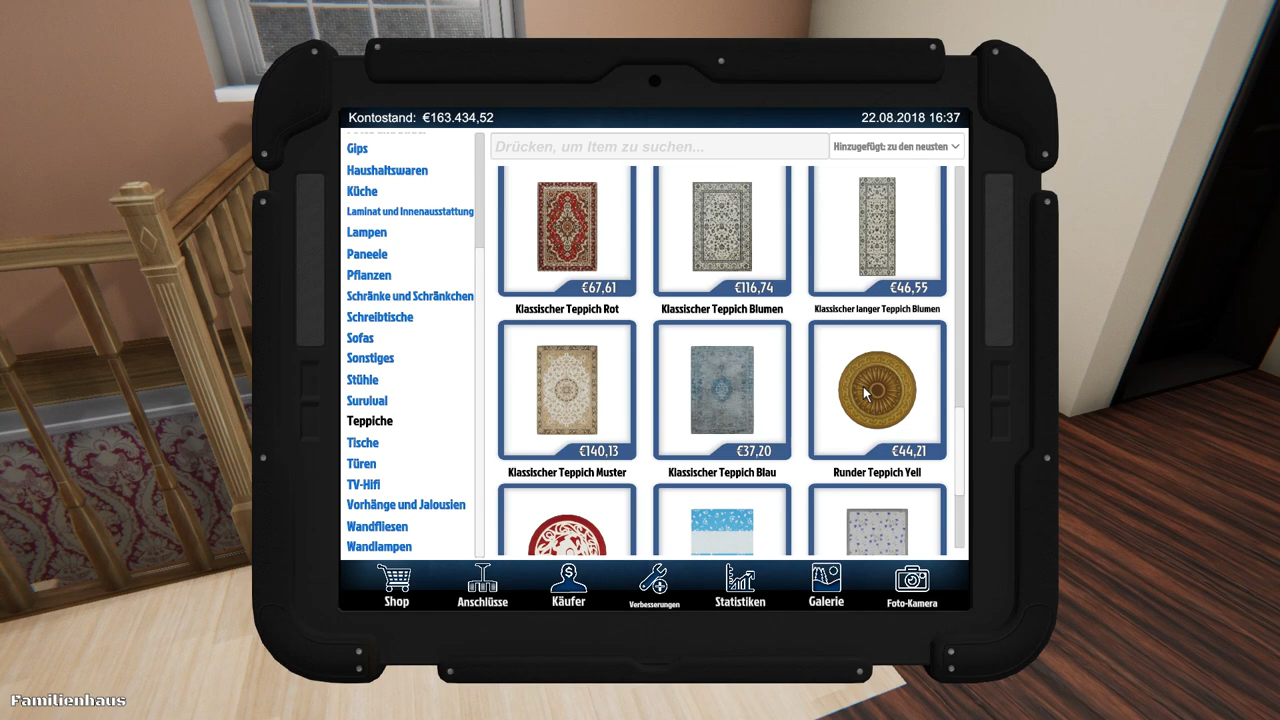 Kontostand: €163.434,52
22.08.2018 16:37
Drücken, um Item zu suchen...
Hinzugefügt: zu den neusten
Gips
Haushaltswaren
Küche
Laminat und Innenausstattung
Lampen
Paneele
Pflanzen
Schränke und Schränkchen
Schreibtische
Sofas
Sonstiges
Stühle
Survival
Teppiche
Tische
Türen
TV-Hifi
Vorhänge und Jalousien
Wandfliesen
Wandlampen
€67,61
€116,74
€46,55
Klassischer Teppich Rot
Klassischer Teppich Blumen
Klassischer langer Teppich Blumen
€140,13
€37,20
€44,21
Klassischer Teppich Muster
Klassischer Teppich Blau
Runder Teppich Yell
Shop
Anschlüsse
Käufer
Verbesserungen
Statistiken
Galerie
Foto-Kamera
Familienhaus